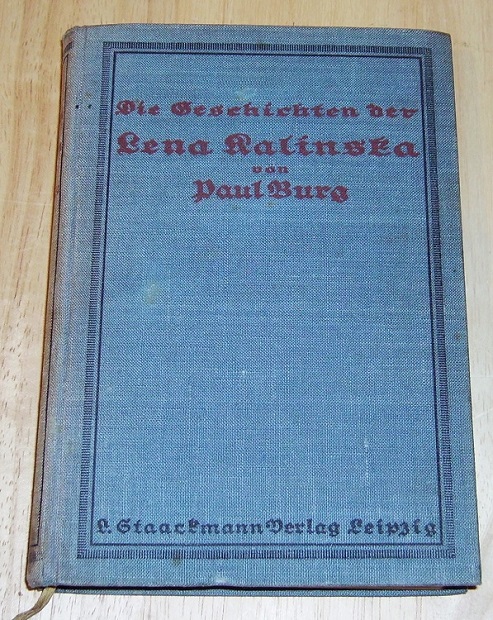 Die Geschichten der
Lena Kalinska
von
Paul Burg
L. Staackmann Verlag Leipzig